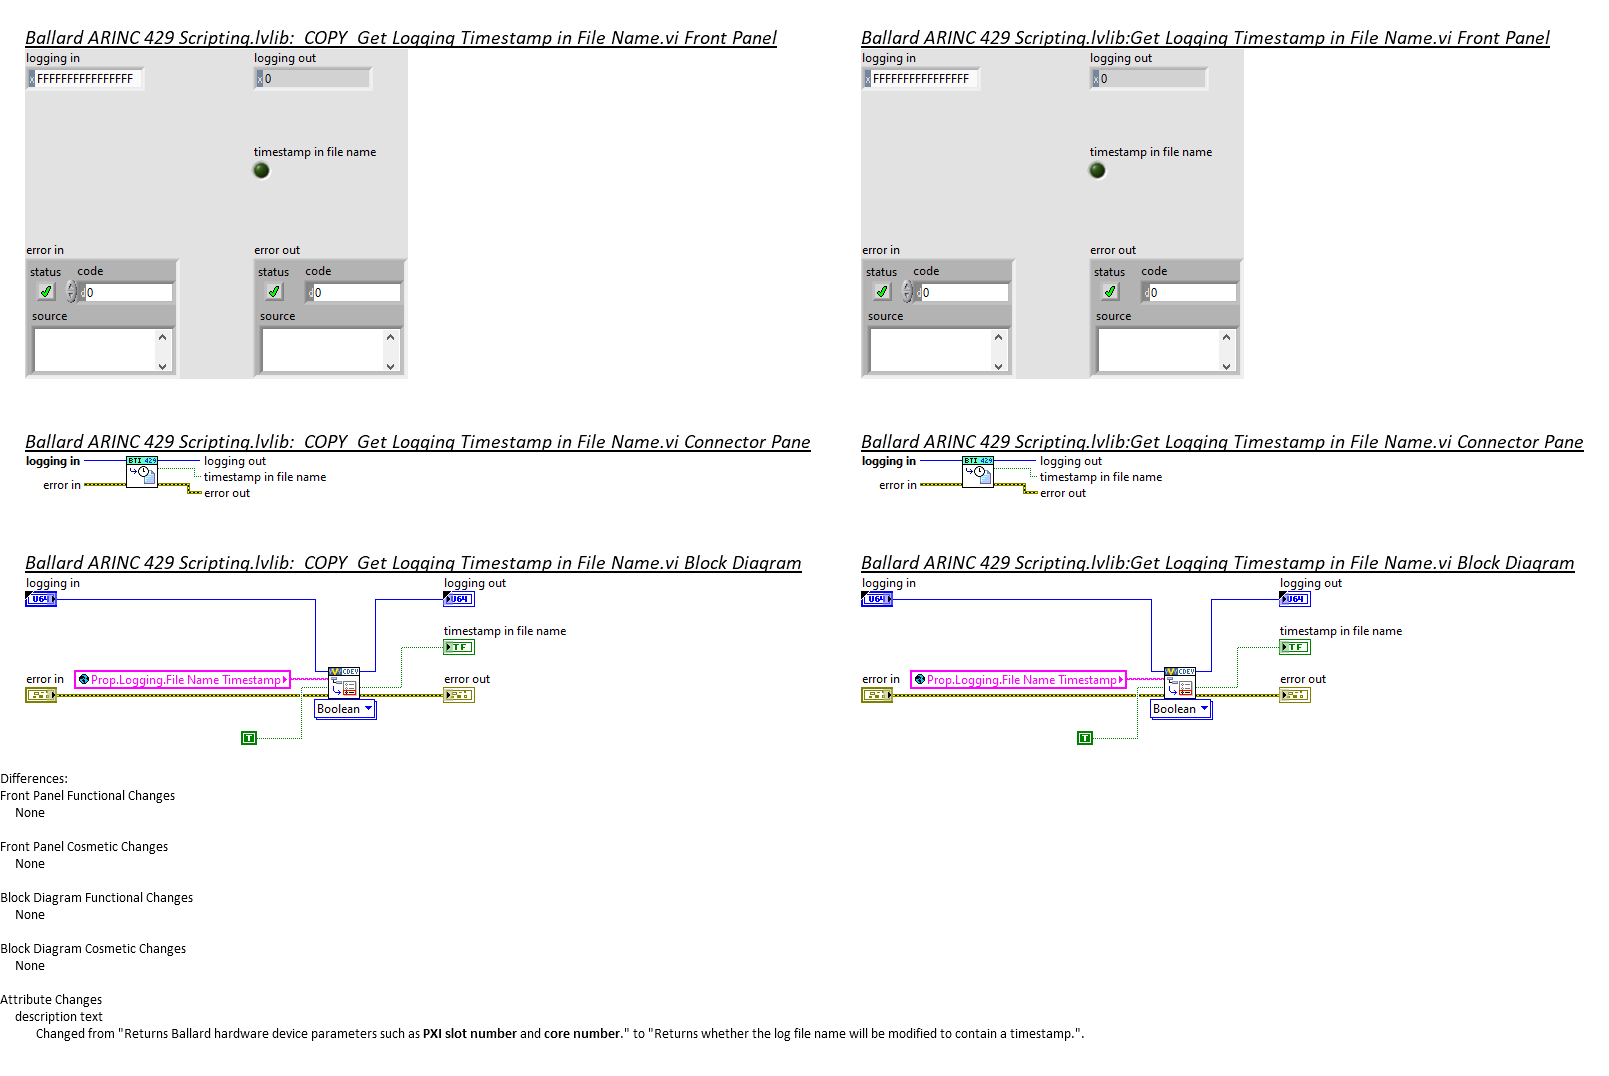 Ballard ARINC 429 Scripting.lvlib:  COPY  Get Logging Timestamp in File Name.vi Front Panel
logging in
logging out
x FFFFFFFFFFFFFFFF
x 0
timestamp in file name
error in
error out
status
code
status
code
d 0
d 0
source
source
Ballard ARINC 429 Scripting.lvlib:Get Logging Timestamp in File Name.vi Front Panel
logging in
logging out
x FFFFFFFFFFFFFFFF
x 0
timestamp in file name
error in
error out
status
code
status
code
d 0
d 0
source
source
Ballard ARINC 429 Scripting.lvlib:  COPY  Get Logging Timestamp in File Name.vi Connector Pane
logging in
BTI 429
logging out
timestamp in file name
error in
error out
Ballard ARINC 429 Scripting.lvlib:Get Logging Timestamp in File Name.vi Connector Pane
logging in
BTI 429
logging out
timestamp in file name
error in
error out
Ballard ARINC 429 Scripting.lvlib:  COPY  Get Logging Timestamp in File Name.vi Block Diagram
logging in
logging out
U64
U64
timestamp in file name
TF
error in
Prop.Logging.File Name Timestamp
CDEV
error out
Boolean
T
Ballard ARINC 429 Scripting.lvlib:Get Logging Timestamp in File Name.vi Block Diagram
logging in
logging out
U64
U64
timestamp in file name
TF
error in
Prop.Logging.File Name Timestamp
CDEV
error out
Boolean
T
Differences:
Front Panel Functional Changes
None
Front Panel Cosmetic Changes
None
Block Diagram Functional Changes
None
Block Diagram Cosmetic Changes
None
Attribute Changes
description text
Changed from "Returns Ballard hardware device parameters such as PXI slot number and core number." to "Returns whether the log file name will be modified to contain a timestamp.".